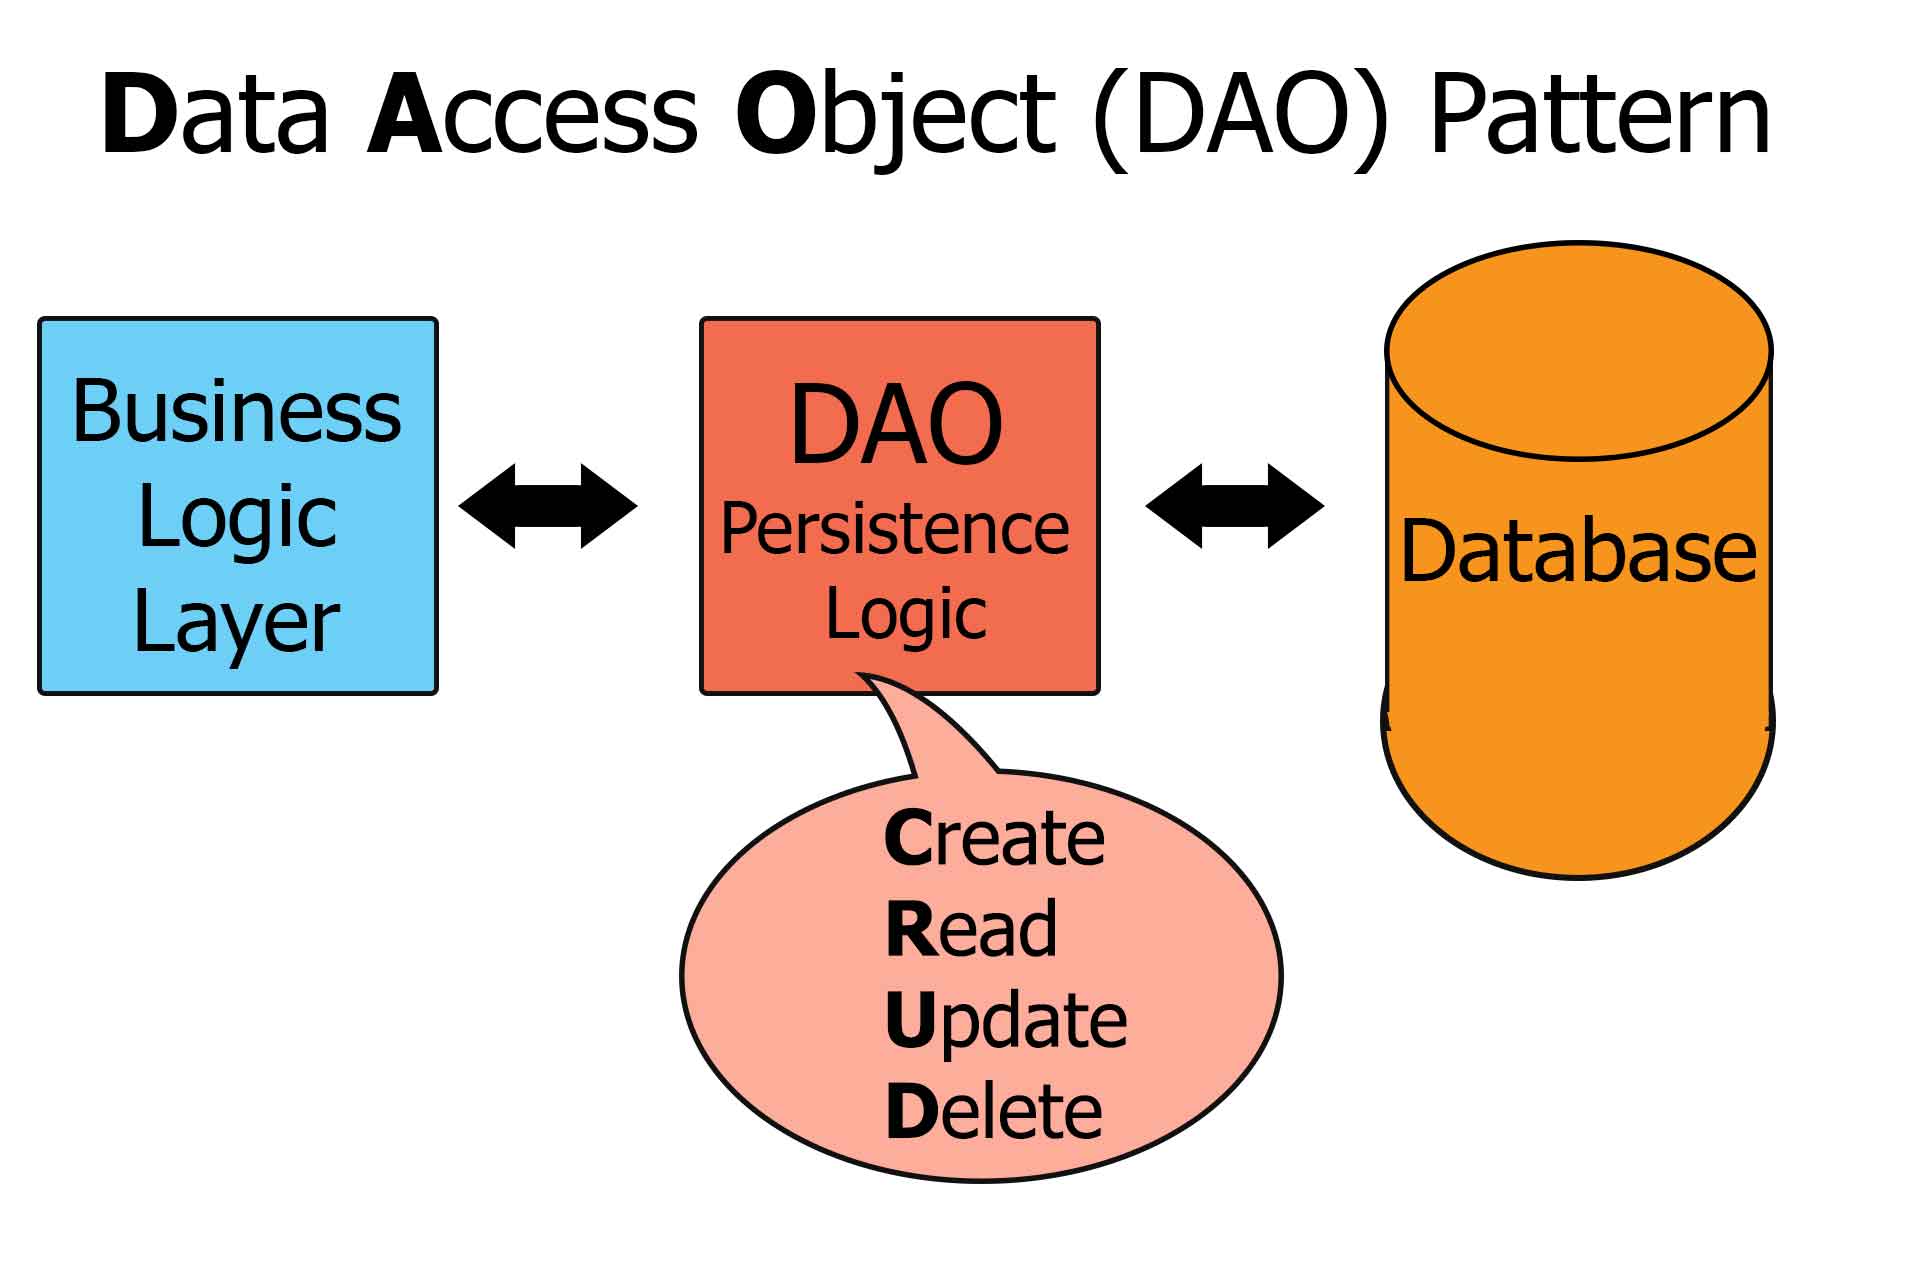 Data Access Object (DAO) Pattern
Business
Logic
Layer
DAO
Persistence
Logic
Database
Create
Read
Update
Delete